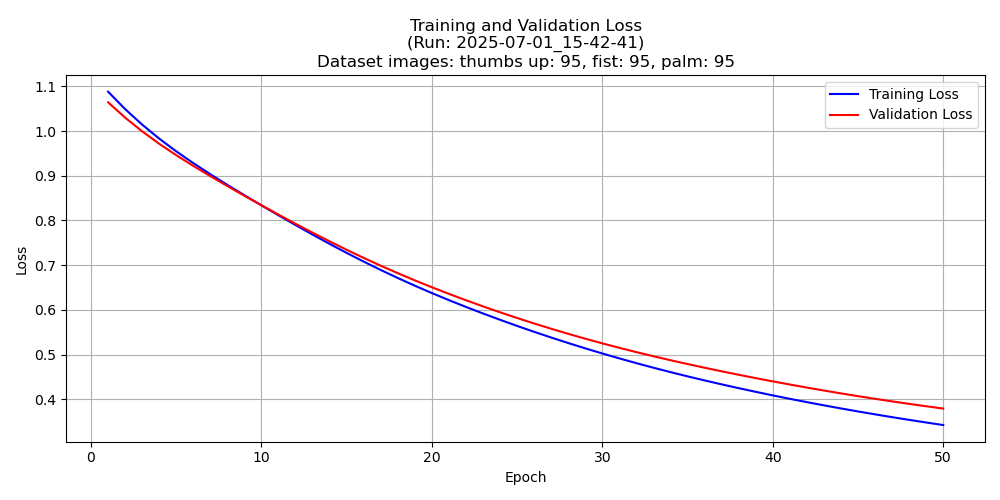 Training and Validation Loss
(Run: 2025-07-01_15-42-41)
Dataset images: thumbs up: 95, fist: 95, palm: 95
Training Loss
Validation Loss
Loss
1.1
1.0
0.9
0.8
0.7
0.6
0.5
0.4
0 10 20 30 40 50
Epoch